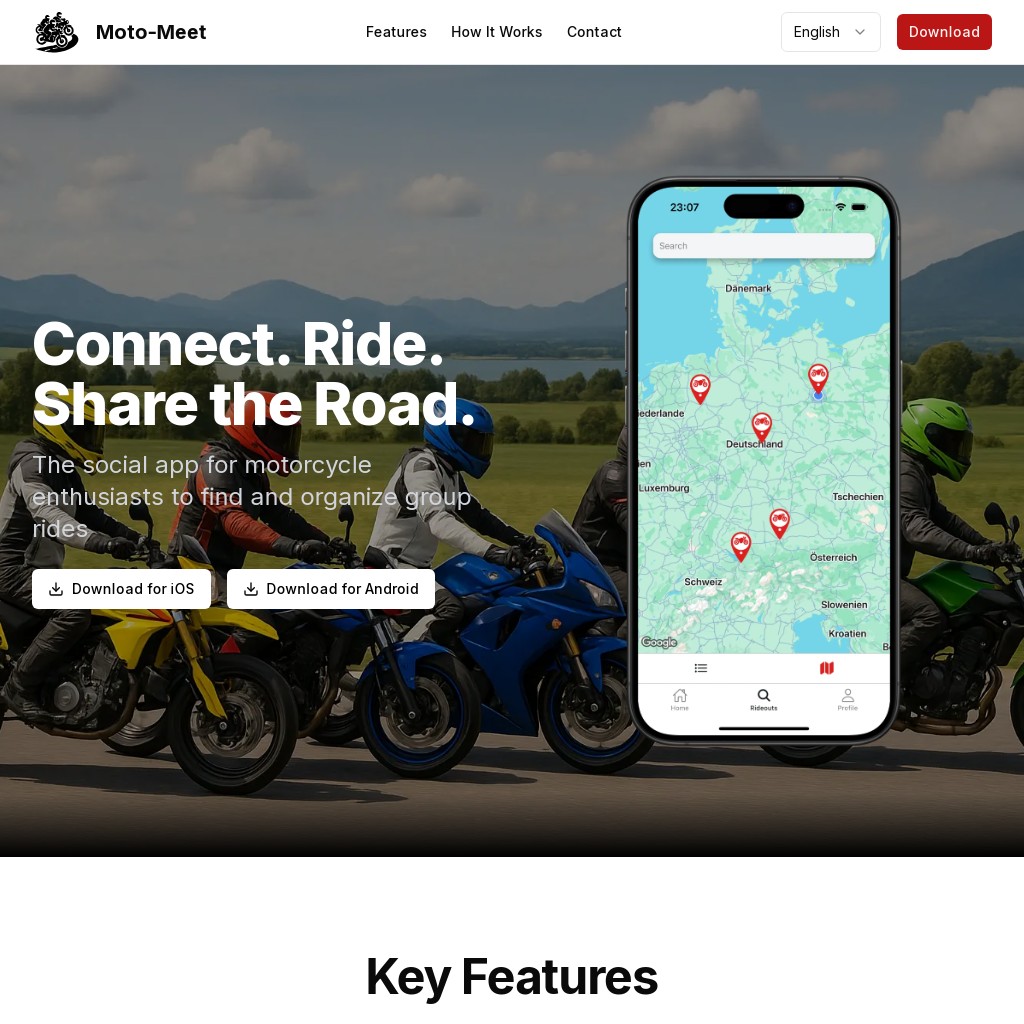 Moto-Meet
Features
How It Works
Contact
English
Download
Connect. Ride.
Share the Road.
The social app for motorcycle
enthusiasts to find and organize group
rides
Download for iOS
Download for Android
23:07
Search
Dänemark
ederlande
Deutschland
en
Luxemburg
Tschechien
Österreich
Schweiz
Slowenien
Kroatien
Google
Home
Rideouts
Profile
Key Features